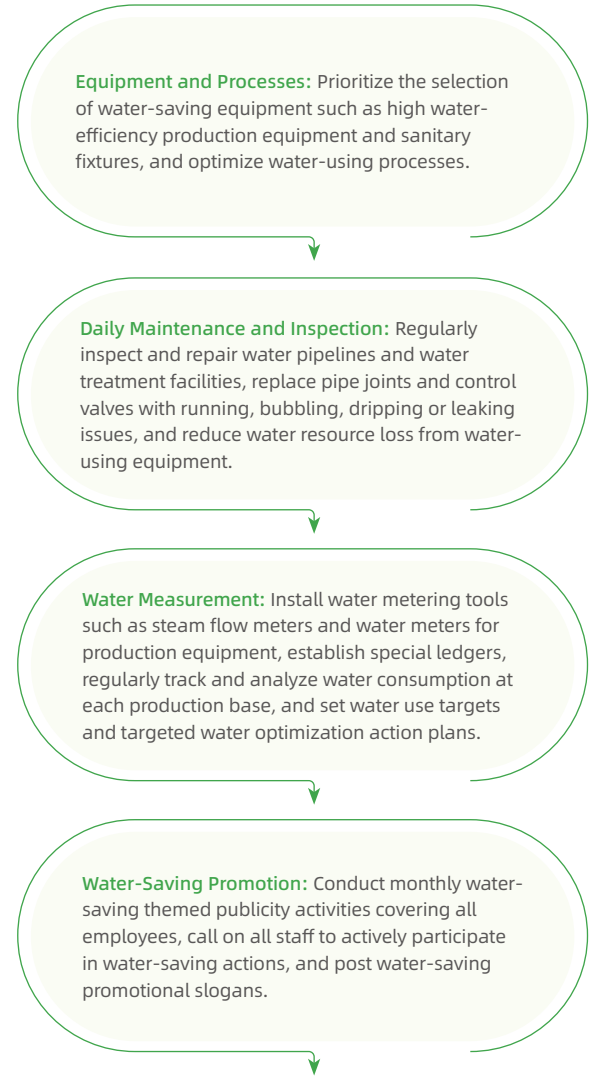 Equipment and Processes: Prioritize the selection
of water-saving equipment such as high water-
efficiency production equipment and sanitary
fixtures, and optimize water-using processes.
Daily Maintenance and Inspection: Regularly
inspect and repair water pipelines and water
treatment facilities, replace pipe joints and control
valves with running, bubbling, dripping or leaking
issues, and reduce water resource loss from water-
using equipment.
Water Measurement: Install water metering tools
such as steam flow meters and water meters for
production equipment, establish special ledgers,
regularly track and analyze water consumption at
each production base, and set water use targets
and targeted water optimization action plans.
Water-Saving Promotion: Conduct monthly water-
saving themed publicity activities covering all
employees, call on all staff to actively participate
in water-saving actions, and post water-saving
promotional slogans.